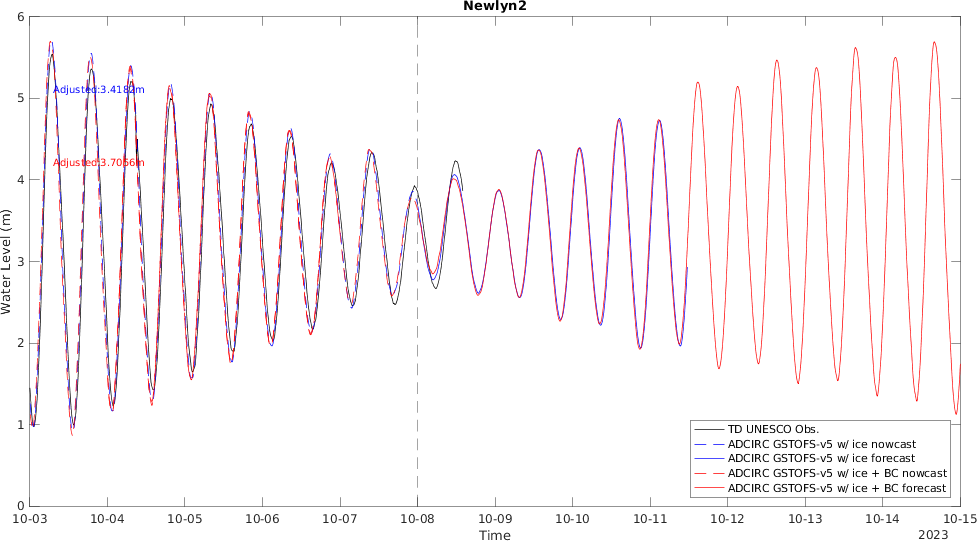 Newlyn2
6
5
4
3
2
1
0
Water Level (m)
Adjusted:3.4182m
Adjusted:3.7056m
TD UNESCO Obs.
ADCIRC GSTOFS-v5 w/ ice nowcast
ADCIRC GSTOFS-v5 w/ ice forecast
ADCIRC GSTOFS-v5 w/ ice + BC nowcast
ADCIRC GSTOFS-v5 w/ ice + BC forecast
10-03 10-04 10-05 10-06 10-07 10-08 10-09 10-10 10-11 10-12 10-13 10-14 10-15
Time
2023